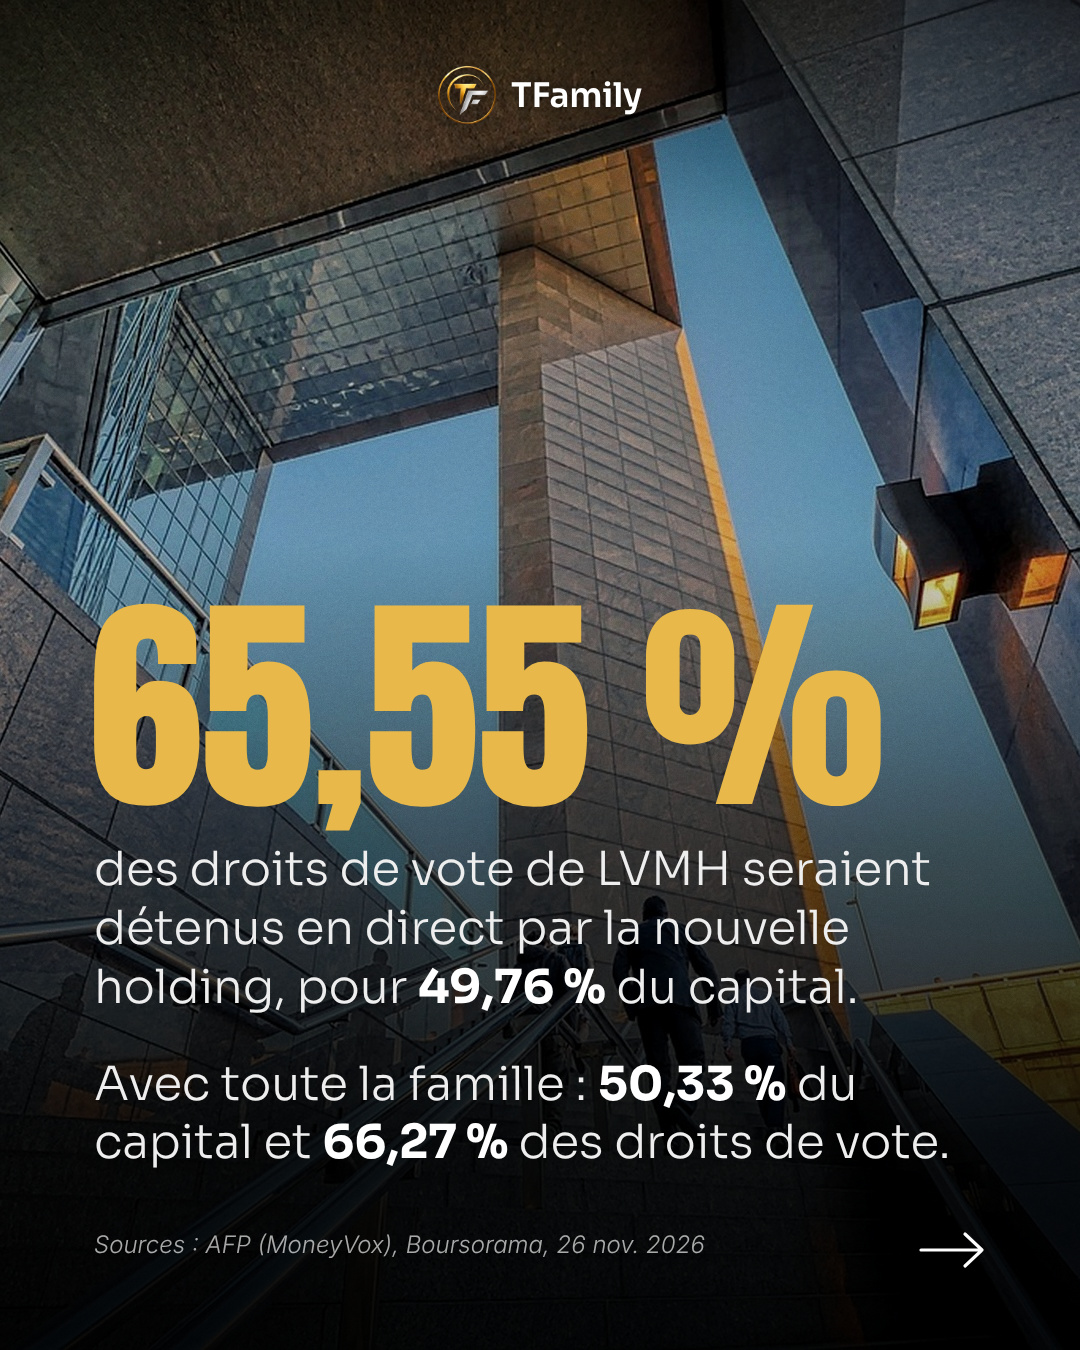 TFamily
65,55 %
des droits de vote de LVMH seraient
détenus en direct par la nouvelle
holding, pour 49,76 % du capital.
Avec toute la famille : 50,33 % du
capital et 66,27 % des droits de vote.
Sources : AFP (MoneyVox), Boursorama, 26 nov. 2026